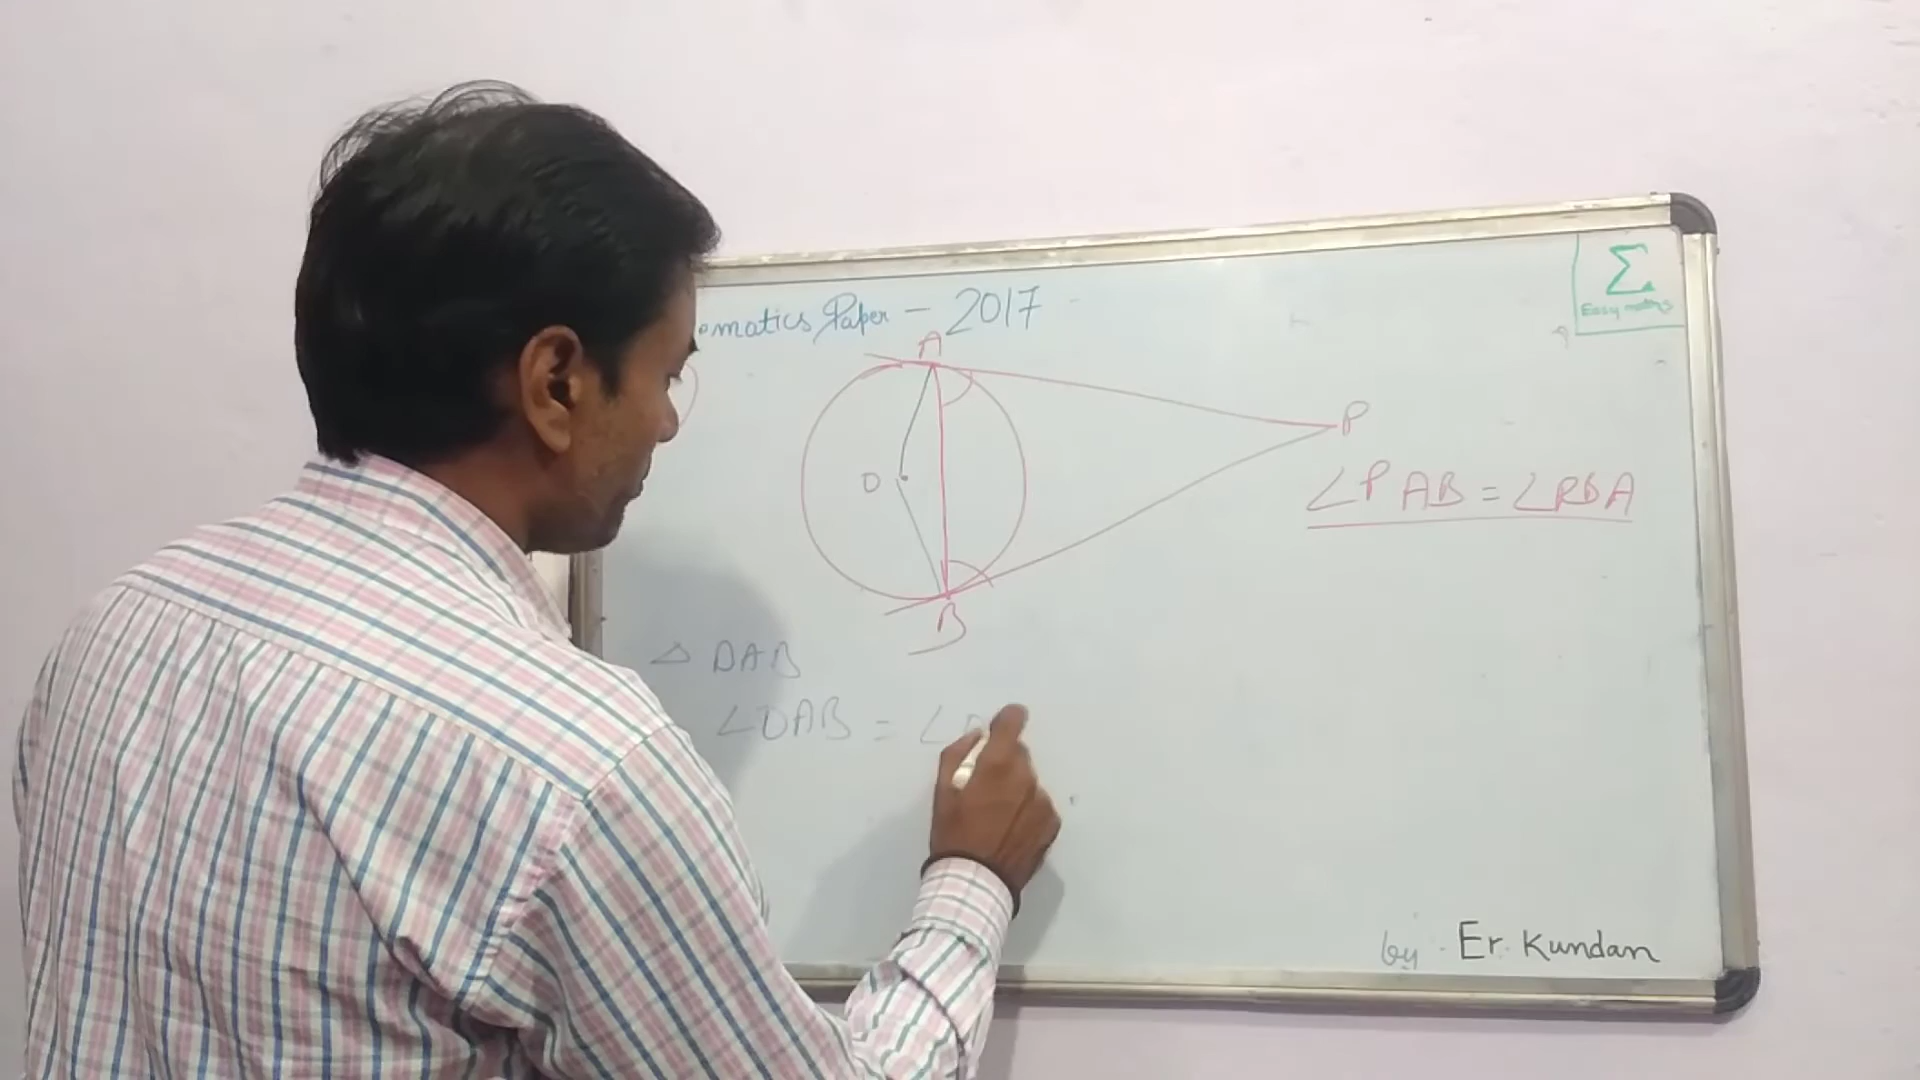 ematics Paper - 2017
Σ
Easy maths
A
P
O
∠PAB = ∠PBA
B
△ OAB
∠OAB = ∠
by Er. Kundan